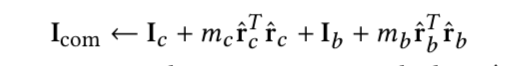 I_com ← I_c + m_c r̂_c^T r̂_c + I_b + m_b r̂_b^T r̂_b